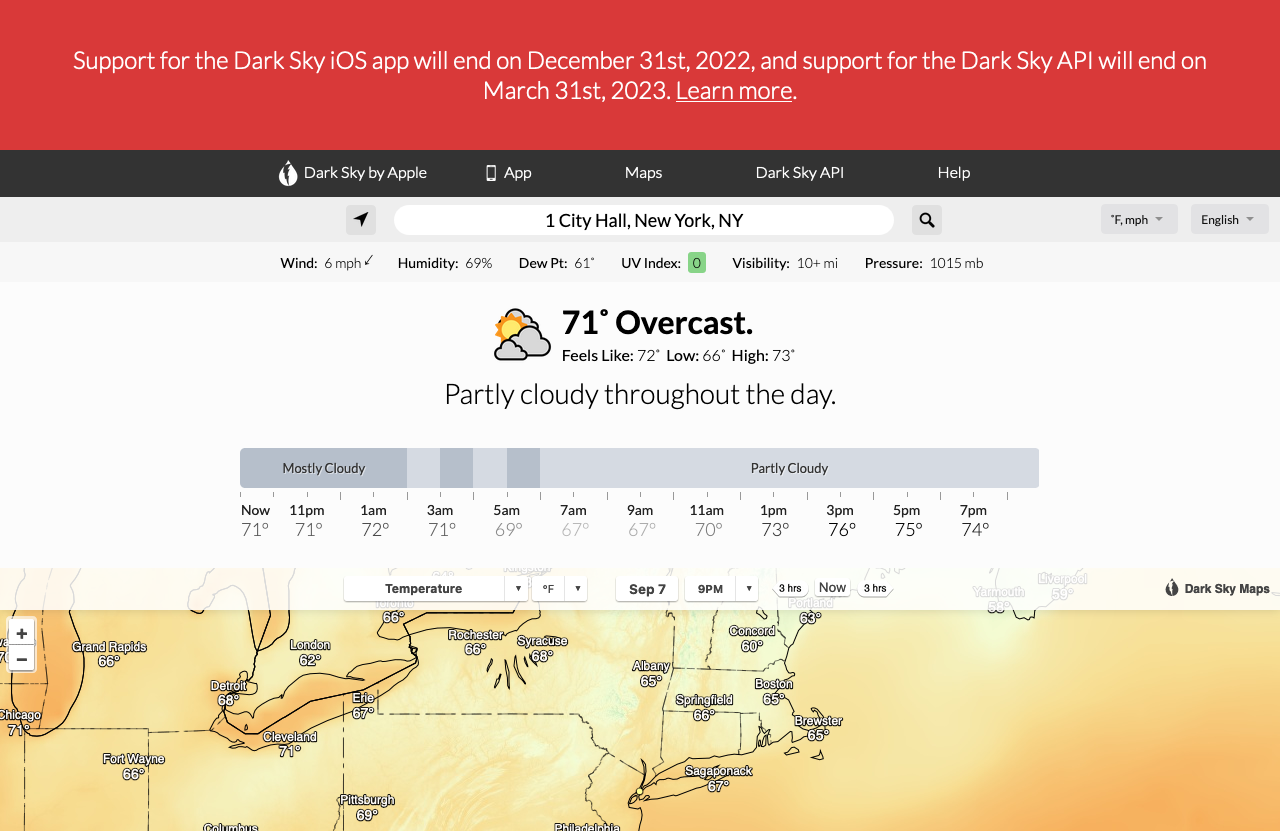 Support for the Dark Sky iOS app will end on December 31st, 2022, and support for the Dark Sky API will end on
March 31st, 2023. Learn more.
Dark Sky by Apple App Maps Dark Sky API Help
1 City Hall, New York, NY ˚F, mph English
Wind: 6 mph Humidity: 69% Dew Pt: 61˚ UV Index: 0 Visibility: 10+ mi Pressure: 1015 mb
71˚ Overcast.
Feels Like: 72˚ Low: 66˚ High: 73˚
Partly cloudy throughout the day.
Mostly Cloudy Partly Cloudy
Now 11pm 1am 3am 5am 7am 9am 11am 1pm 3pm 5pm 7pm
71° 71° 72° 71° 69° 67° 67° 70° 73° 76° 75° 74°
Kingston
Temperature °F Sep 7 9PM 3 hrs Now 3 hrs Dark Sky Maps
Liverpool
59°
Yarmouth
58°
Toronto
66°
Portland
63°
+
−
Grand Rapids
66°
London
62°
Rochester
66°
Syracuse
68°
Concord
60°
Albany
65°
Detroit
68°
Boston
65°
Erie
67°
Springfield
66°
Chicago
71°
Brewster
65°
Cleveland
71°
Fort Wayne
66°
Sagaponack
67°
Pittsburgh
69°
Columbus
Philadelphia